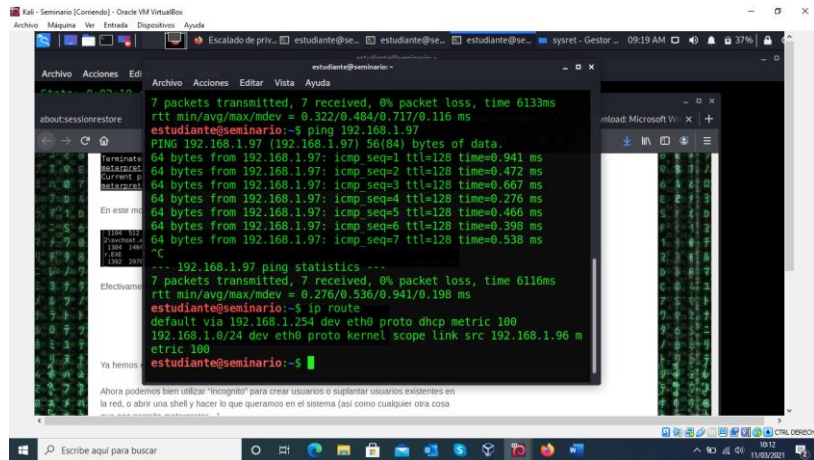 Kali - Seminario [Corriendo] - Oracle VM VirtualBox
Archivo Máquina Ver Entrada Dispositivos Ayuda
Escalado de priv... estudiante@se... estudiante@se... estudiante@se... sysret - Gestor ... 09:19 AM 37%
Archivo Acciones Edi
estudiante@seminario: ~
Archivo Acciones Editar Vista Ayuda
about:sessionrestore
nload: Microsoft Wi
7 packets transmitted, 7 received, 0% packet loss, time 6133ms
rtt min/avg/max/mdev = 0.322/0.484/0.717/0.116 ms
estudiante@seminario:~$ ping 192.168.1.97
PING 192.168.1.97 (192.168.1.97) 56(84) bytes of data.
64 bytes from 192.168.1.97: icmp_seq=1 ttl=128 time=0.941 ms
64 bytes from 192.168.1.97: icmp_seq=2 ttl=128 time=0.472 ms
64 bytes from 192.168.1.97: icmp_seq=3 ttl=128 time=0.667 ms
64 bytes from 192.168.1.97: icmp_seq=4 ttl=128 time=0.276 ms
64 bytes from 192.168.1.97: icmp_seq=5 ttl=128 time=0.466 ms
64 bytes from 192.168.1.97: icmp_seq=6 ttl=128 time=0.398 ms
64 bytes from 192.168.1.97: icmp_seq=7 ttl=128 time=0.538 ms
^C
--- 192.168.1.97 ping statistics ---
7 packets transmitted, 7 received, 0% packet loss, time 6116ms
rtt min/avg/max/mdev = 0.276/0.536/0.941/0.198 ms
estudiante@seminario:~$ ip route
default via 192.168.1.254 dev eth0 proto dhcp metric 100
192.168.1.0/24 dev eth0 proto kernel scope link src 192.168.1.96 m
etric 100
estudiante@seminario:~$
Terminate
meterpret
Current p
meterpret
En este mo
Efectivame
Ya hemos
Ahora podemos bien utilizar "incognito" para crear usuarios o suplantar usuarios existentes en
la red, o abrir una shell y hacer lo que queramos en el sistema (así como cualquier otra cosa
CTRL DERECH
Escribe aquí para buscar
10:12
11/03/2021